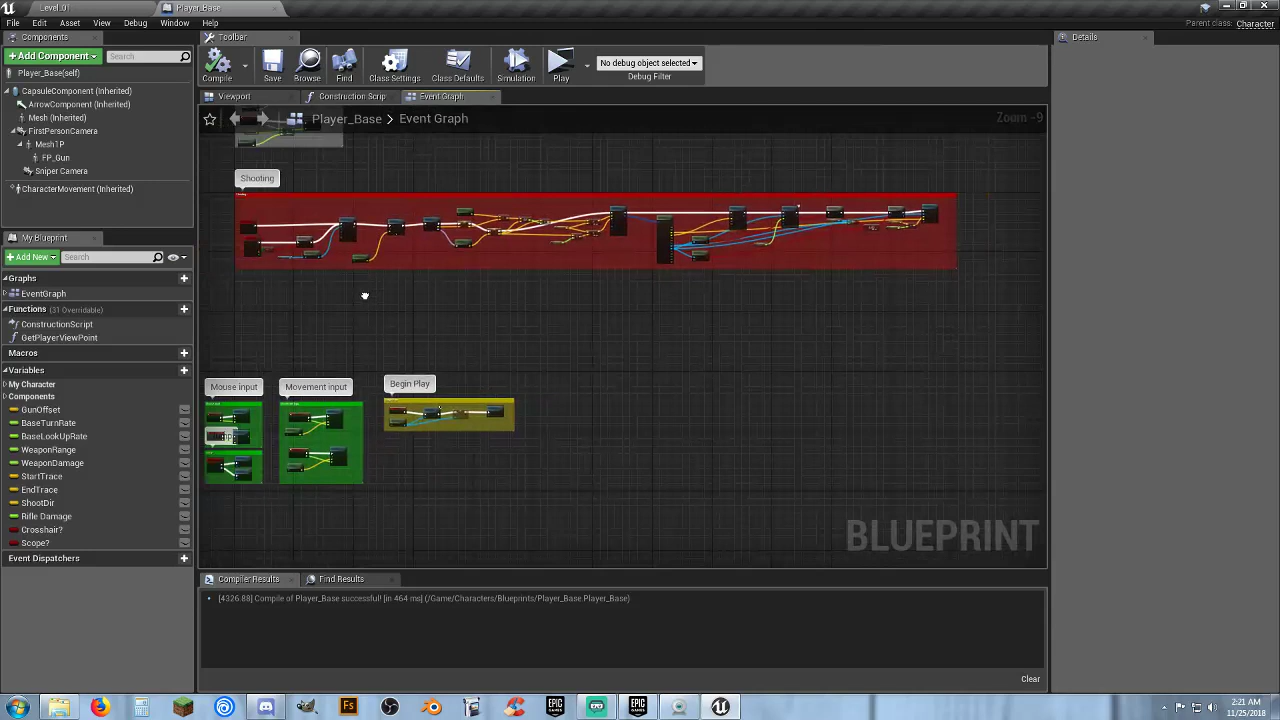 Level_01
Player_Base
File
Edit
Asset
View
Debug
Window
Help
Parent class: Character
Components
+ Add Component
Search
Player_Base(self)
CapsuleComponent (Inherited)
ArrowComponent (Inherited)
Mesh (Inherited)
FirstPersonCamera
Mesh1P
FP_Gun
Sniper Camera
CharacterMovement (Inherited)
My Blueprint
+ Add New
Search
Graphs
EventGraph
Functions (31 Overridable)
ConstructionScript
GetPlayerViewPoint
Macros
Variables
My Character
Components
GunOffset
BaseTurnRate
BaseLookUpRate
WeaponRange
WeaponDamage
StartTrace
EndTrace
ShootDir
Rifle Damage
Crosshair?
Scope?
Event Dispatchers
Toolbar
Compile
Save
Browse
Find
Class Settings
Class Defaults
Simulation
Play
No debug object selected
Debug Filter
Viewport
Construction Scrip
Event Graph
Player_Base > Event Graph
Zoom -9
Shooting
Mouse input
Movement input
Begin Play
BLUEPRINT
Compiler Results
Find Results
[4326.88] Compile of Player_Base successful! [in 464 ms] (/Game/Characters/Blueprints/Player_Base.Player_Base)
Clear
Details
2:21 AM
11/25/2018